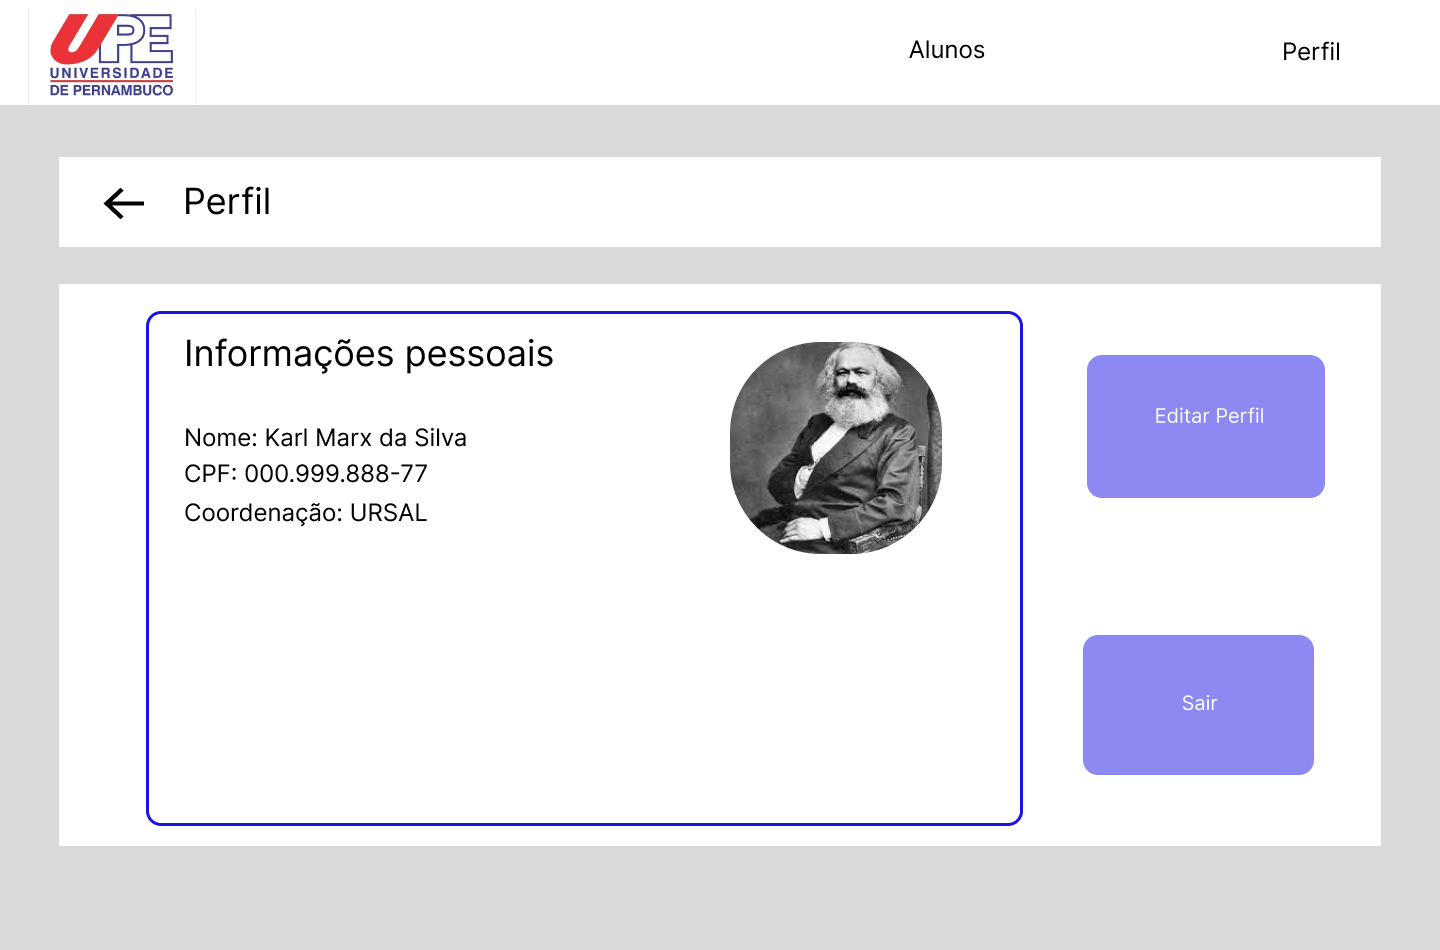 UPE
UNIVERSIDADE
DE PERNAMBUCO
Alunos
Perfil
Perfil
Informações pessoais
Nome: Karl Marx da Silva
CPF: 000.999.888-77
Coordenação: URSAL
Editar Perfil
Sair